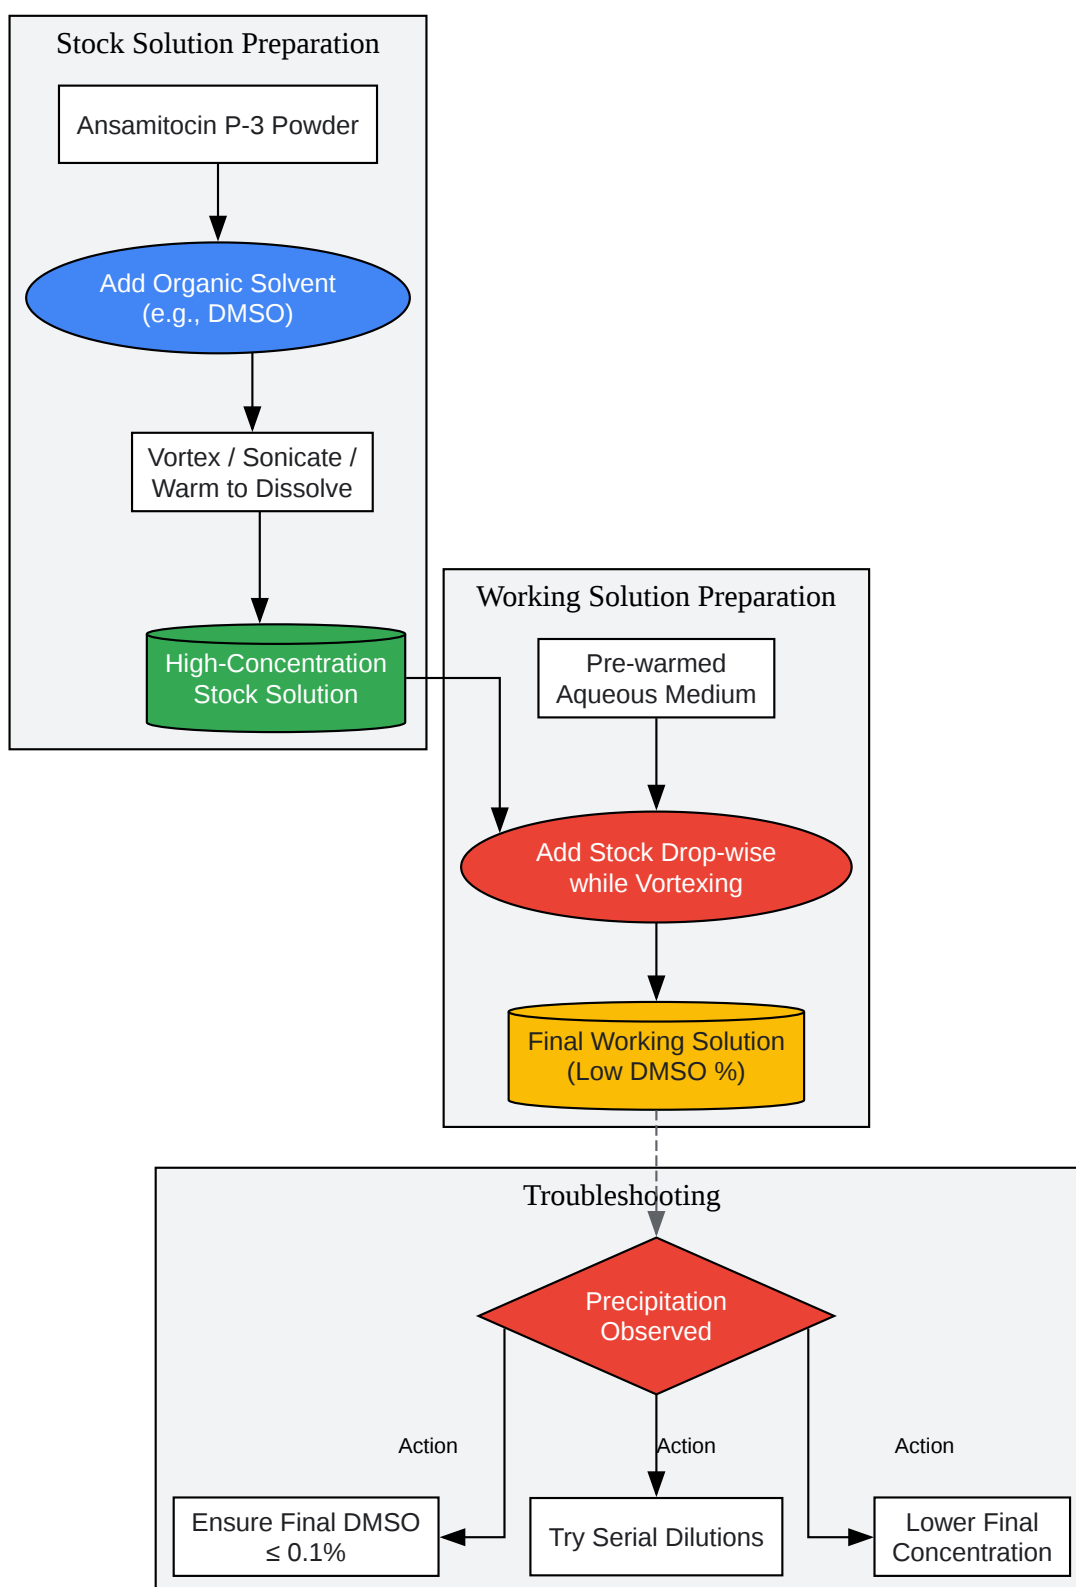 Stock Solution Preparation
Ansamitocin P-3 Powder
Add Organic Solvent
(e.g., DMSO)
Vortex / Sonicate /
Warm to Dissolve
High-Concentration
Stock Solution
Working Solution Preparation
Pre-warmed
Aqueous Medium
Add Stock Drop-wise
while Vortexing
Final Working Solution
(Low DMSO %)
Troubleshooting
Precipitation
Observed
Action
Action
Action
Ensure Final DMSO
≤ 0.1%
Try Serial Dilutions
Lower Final
Concentration